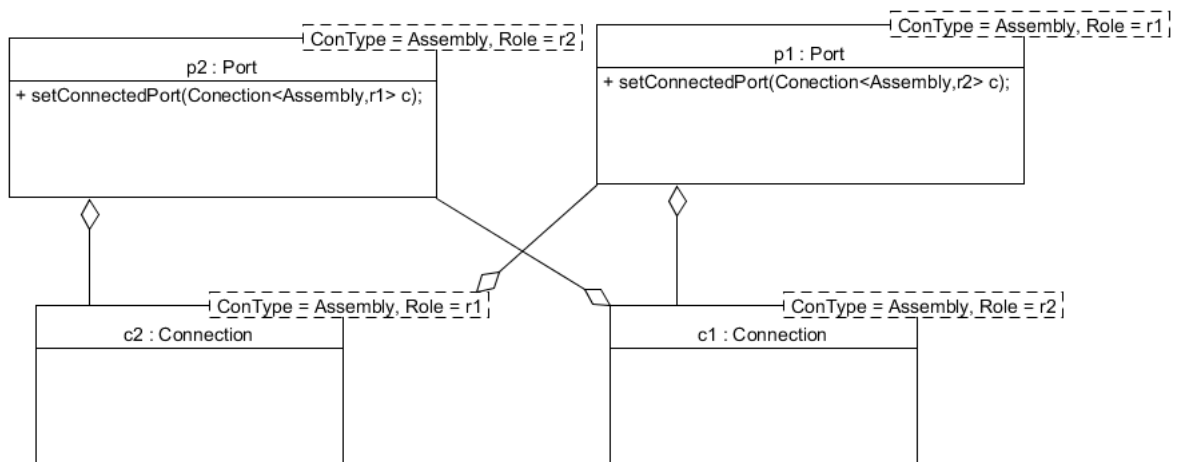 ConType = Assembly, Role = r2
p2 : Port
+ setConnectedPort(Conection<Assembly,r1> c);
ConType = Assembly, Role = r1
p1 : Port
+ setConnectedPort(Conection<Assembly,r2> c);
ConType = Assembly, Role = r1
c2 : Connection
ConType = Assembly, Role = r2
c1 : Connection